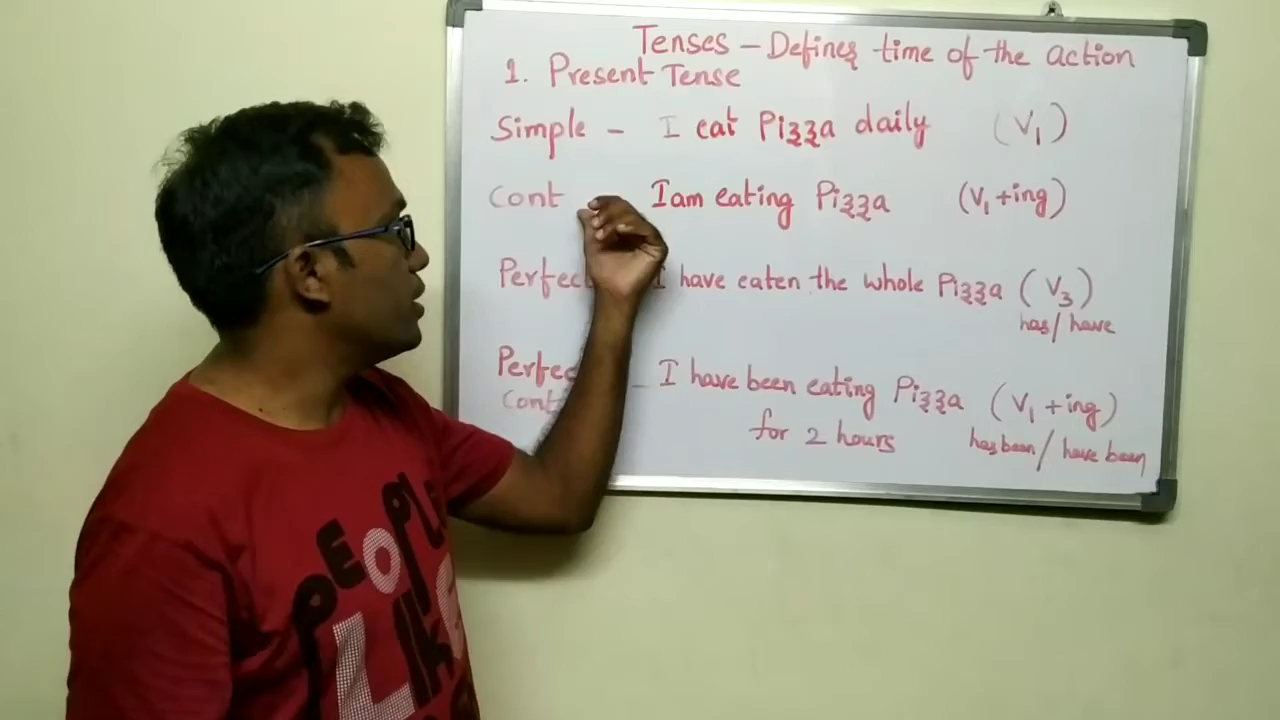 Tenses - Defines time of the action
1. Present Tense
Simple - I eat Pizza daily (V1)
Cont I am eating Pizza (V1 +ing)
I have eaten the whole Pizza (V3)
has/have
- I have been eating Pizza (V1 +ing)
Cont for 2 hours has been/have been
PEOPLE
LIKE